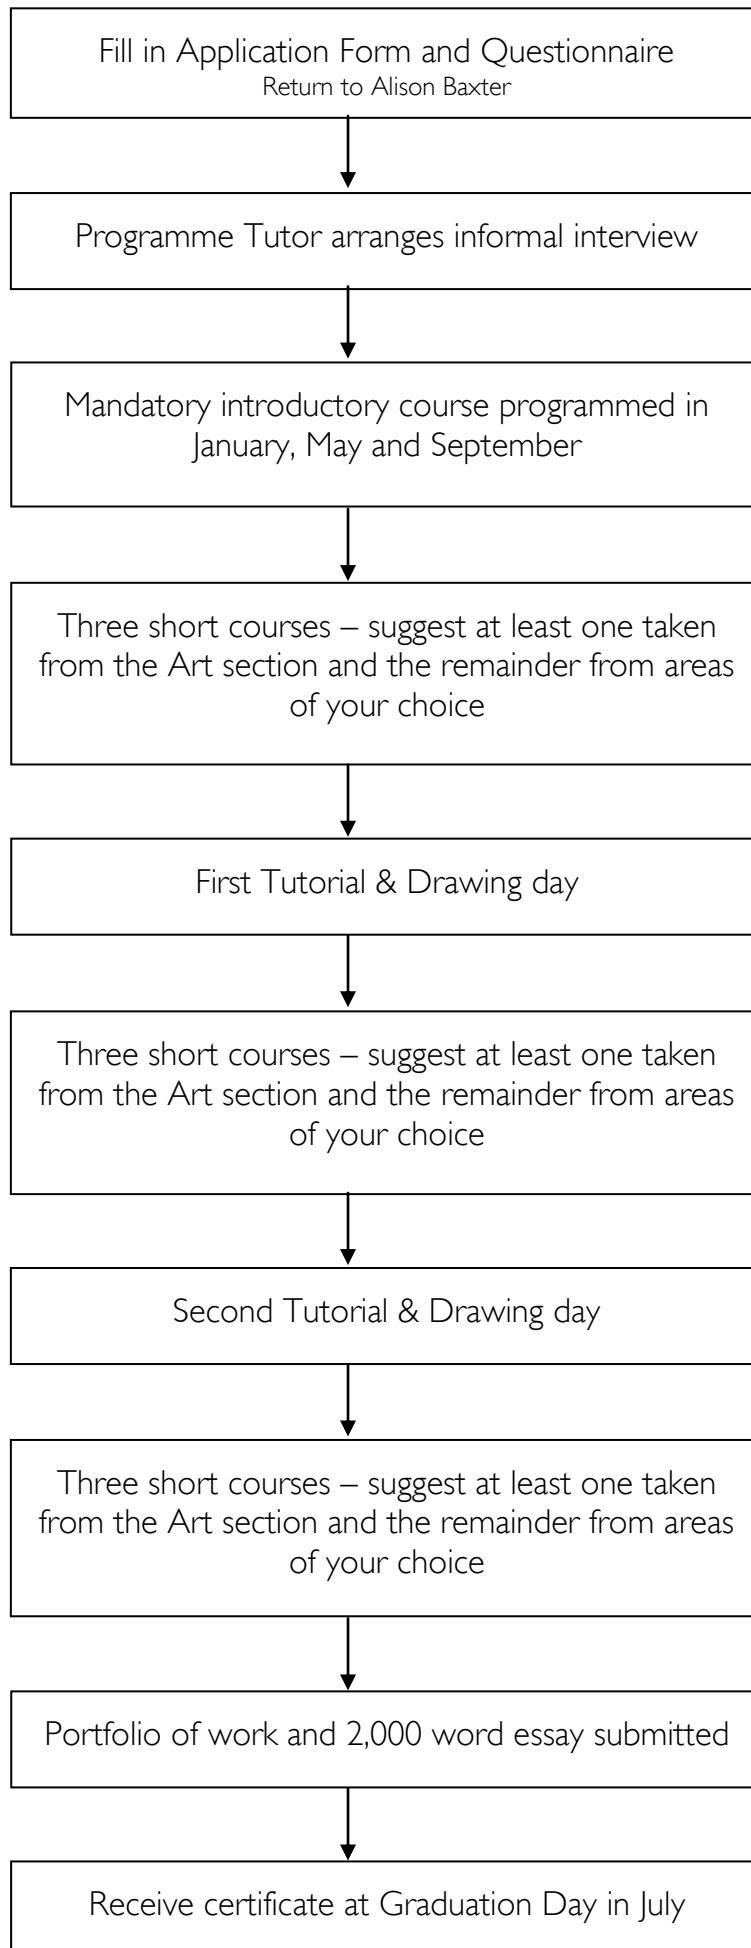 Fill in Application Form and Questionnaire
Return to Alison Baxter
Programme Tutor arranges informal interview
Mandatory introductory course programmed in
January, May and September
Three short courses – suggest at least one taken
from the Art section and the remainder from areas
of your choice
First Tutorial & Drawing day
Three short courses – suggest at least one taken
from the Art section and the remainder from areas
of your choice
Second Tutorial & Drawing day
Three short courses – suggest at least one taken
from the Art section and the remainder from areas
of your choice
Portfolio of work and 2,000 word essay submitted
Receive certificate at Graduation Day in July